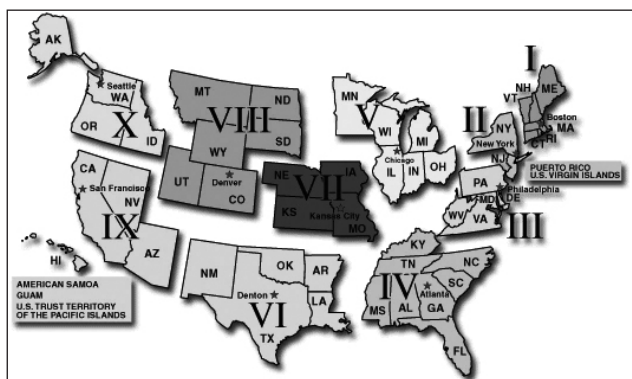 AK
Seattle
WA
OR
X
ID
MT
ND
VIII
SD
WY
UT
Denver
CO
CA
San Francisco
NV
IX
AZ
HI
AMERICAN SAMOA
GUAM
U.S. TRUST TERRITORY
OF THE PACIFIC ISLANDS
NE
IA
VII
KS
Kansas City
MO
MN
V
WI
MI
Chicago
IL
IN
OH
I
NH
ME
VT
Boston
MA
RI
CT
II
NY
New York
NJ
PUERTO RICO
U.S. VIRGIN ISLANDS
PA
Philadelphia
DE
MD
WV
VA
III
NM
OK
AR
Denton
LA
VI
TX
KY
TN
NC
IV
SC
Atlanta
MS
AL
GA
FL